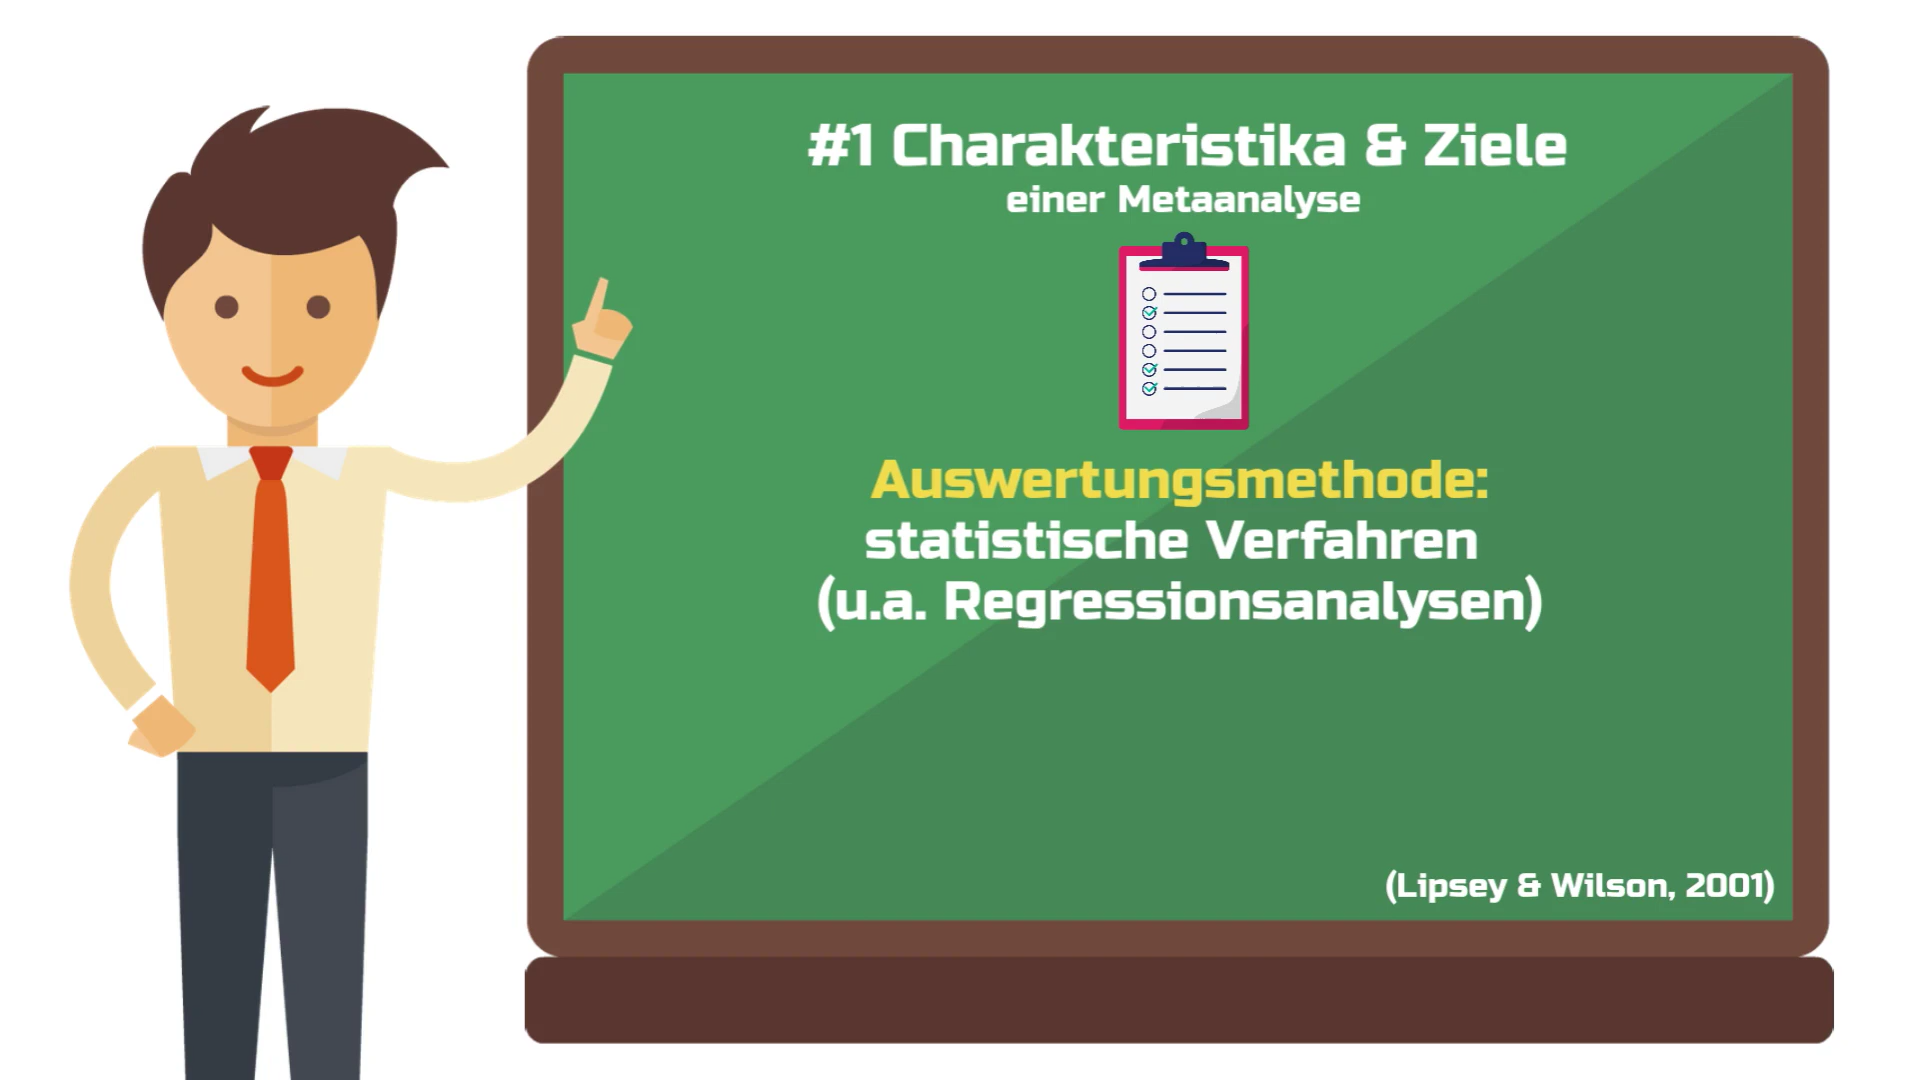 #1 Charakteristika & Ziele
einer Metaanalyse
Auswertungsmethode:
statistische Verfahren
(u.a. Regressionsanalysen)
(Lipsey & Wilson, 2001)